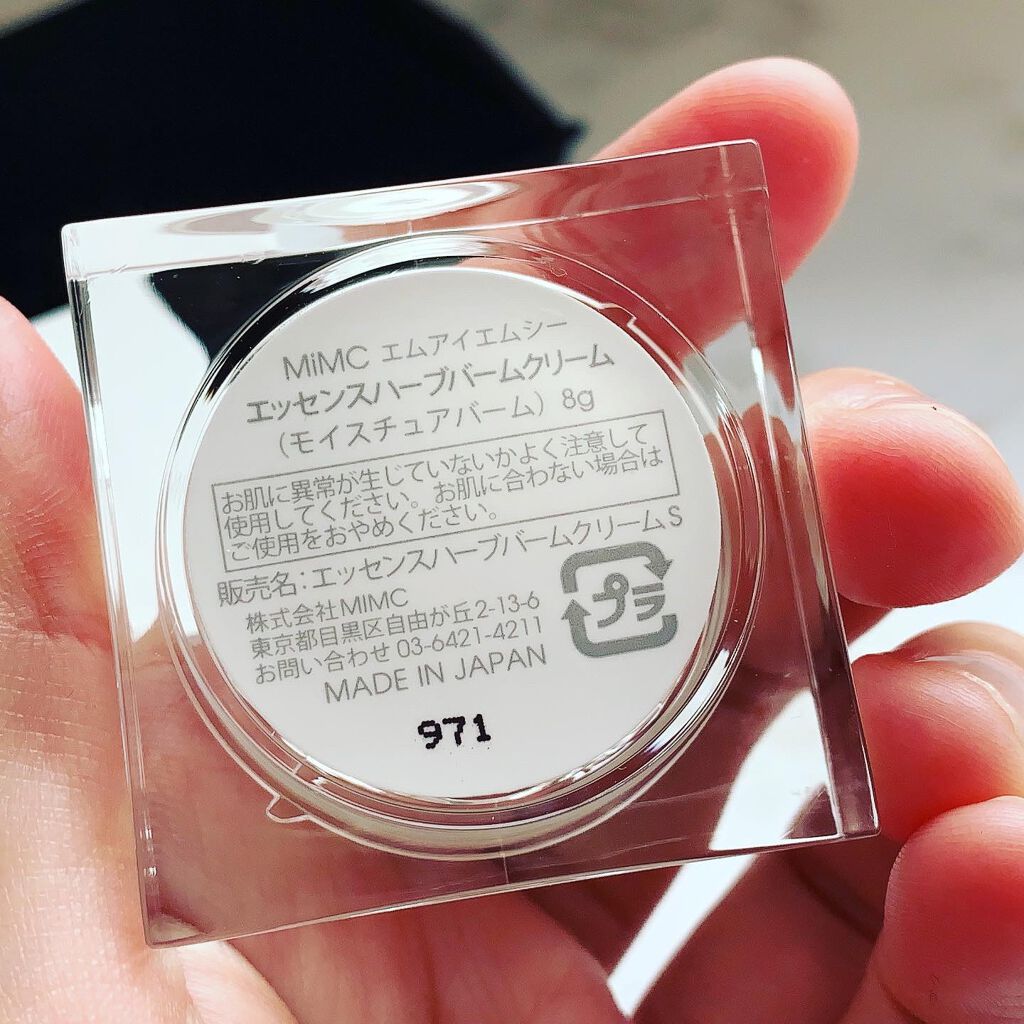 MiMC エムアイエムシー
エッセンスハーブバームクリーム
（モイスチュアバーム）8g
お肌に異常が生じていないかよく注意して
使用してください。お肌に合わない場合は
ご使用をおやめください。
販売名：エッセンスハーブバームクリームS
株式会社MIMC
東京都目黒区自由が丘2-13-6
お問い合わせ 03-6421-4211
MADE IN JAPAN
プラ
971